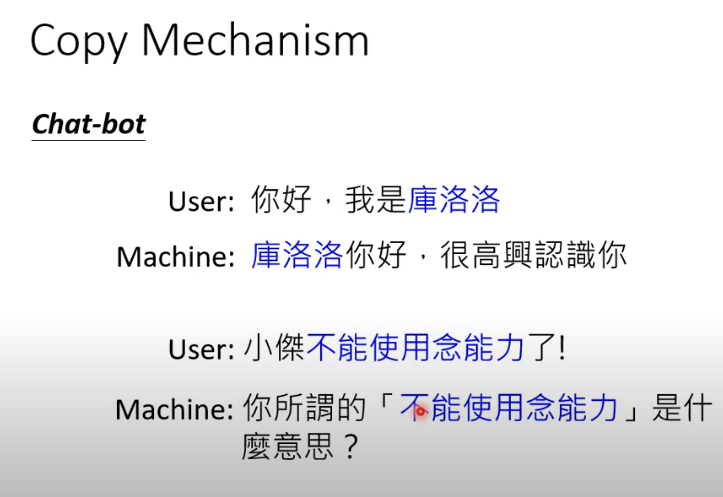 Copy Mechanism
Chat-bot
User: 你好，我是庫洛洛
Machine: 庫洛洛你好，很高興認識你
User: 小傑不能使用念能力了!
Machine: 你所謂的「不能使用念能力」是什
麼意思？